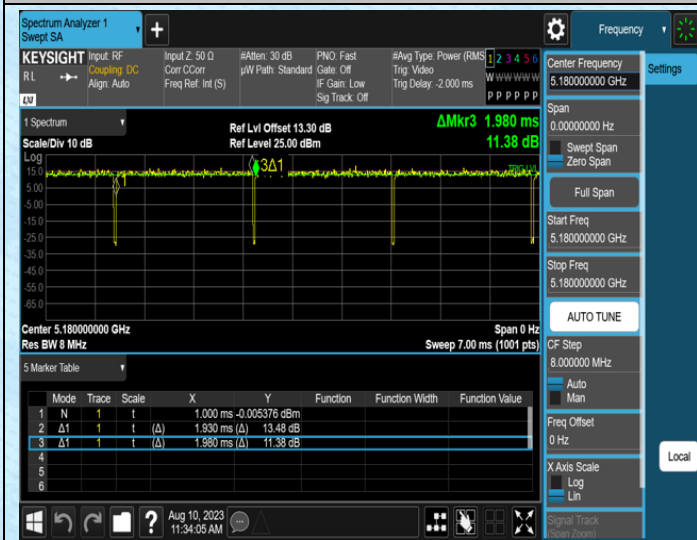 Spectrum Analyzer 1
Swept SA
+
Frequency
KEYSIGHT
RL
LXI
Input: RF
Coupling: DC
Align: Auto
Input Z: 50 Ω
Corr CCorr
Freq Ref: Int (S)
#Atten: 30 dB
µW Path: Standard
PNO: Fast
Gate: Off
IF Gain: Low
Sig Track: Off
#Avg Type: Power (RMS
Trig: Video
Trig Delay: -2.000 ms
1 2 3 4 5 6
W W W W W W
P P P P P P
1 Spectrum
Scale/Div 10 dB
Ref Lvl Offset 13.30 dB
Ref Level 25.00 dBm
ΔMkr3 1.980 ms
11.38 dB
Log
15.0
5.00
-5.00
-15.0
-25.0
-35.0
-45.0
-55.0
-65.0
1
3Δ1
TRIG LVL
Center 5.180000000 GHz
Res BW 8 MHz
Span 0 Hz
Sweep 7.00 ms (1001 pts)
5 Marker Table
Mode Trace Scale X Y Function Function Width Function Value
1 N 1 t 1.000 ms -0.005376 dBm
2 Δ1 1 t (Δ) 1.930 ms (Δ) 13.48 dB
3 Δ1 1 t (Δ) 1.980 ms (Δ) 11.38 dB
4
5
6
?
Aug 10, 2023
11:34:05 AM
Center Frequency
5.180000000 GHz
Span
0.00000000 Hz
Swept Span
Zero Span
Full Span
Start Freq
5.180000000 GHz
Stop Freq
5.180000000 GHz
AUTO TUNE
CF Step
8.000000 MHz
Auto
Man
Freq Offset
0 Hz
X Axis Scale
Log
Lin
Signal Track
(Span Zoom)
Settings
Local